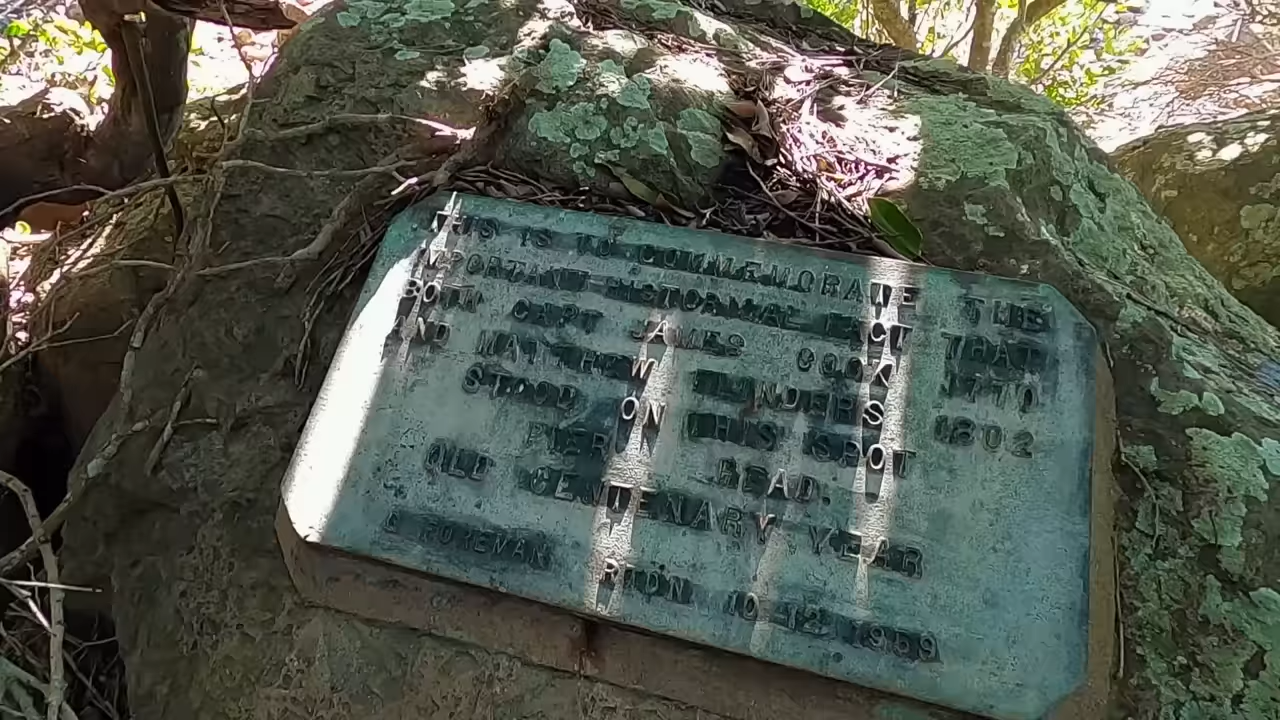 THIS IS TO COMMEMORATE THE
IMPORTANT HISTORICAL FACT THAT
BOTH CAPT JAMES COOK 1770
AND MATTHEW FLINDERS 1802
STOOD ON THIS SPOT
PIER HEAD.
QLD CENTENARY YEAR
A FOREMAN RTON. 10 12 1959